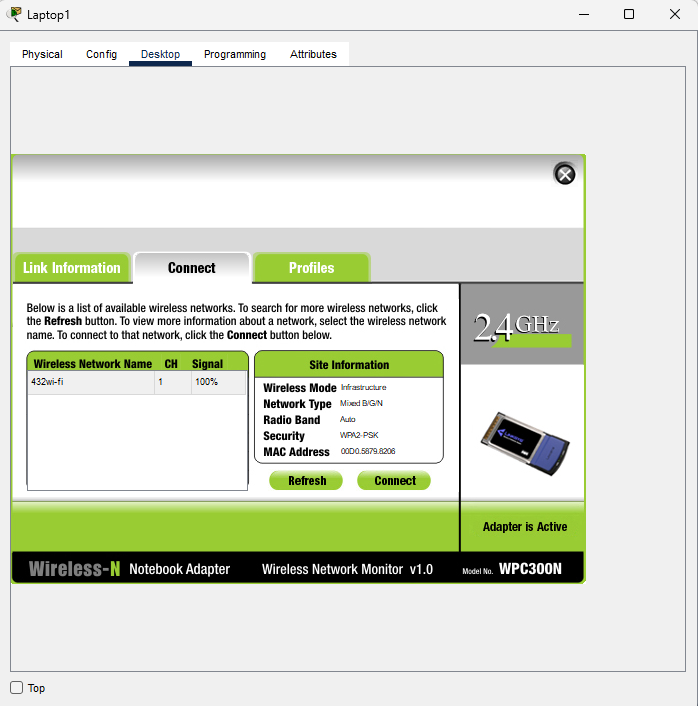 Laptop1
Physical Config Desktop Programming Attributes
Link Information Connect Profiles
Below is a list of available wireless networks. To search for more wireless networks, click
the Refresh button. To view more information about a network, select the wireless network
name. To connect to that network, click the Connect button below.
2.4GHz
Wireless Network Name CH Signal
432wi-fi 1 100%
Site Information
Wireless Mode Infrastructure
Network Type Mixed B/G/N
Radio Band Auto
Security WPA2-PSK
MAC Address 00D0.5879.8206
Refresh Connect
Adapter is Active
Wireless-N Notebook Adapter Wireless Network Monitor v1.0 Model No. WPC300N
Top